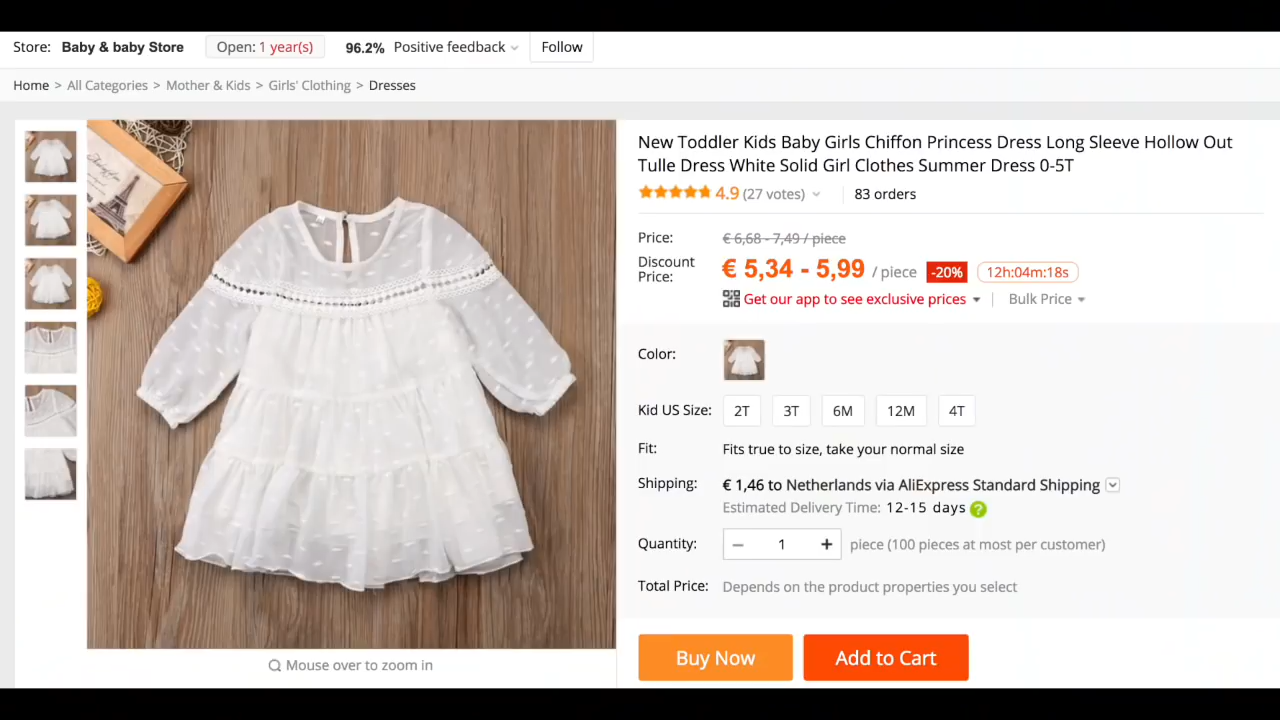 Store: Baby & baby Store Open: 1 year(s) 96.2% Positive feedback Follow
Home > All Categories > Mother & Kids > Girls' Clothing > Dresses
New Toddler Kids Baby Girls Chiffon Princess Dress Long Sleeve Hollow Out
Tulle Dress White Solid Girl Clothes Summer Dress 0-5T
4.9 (27 votes) 83 orders
Price: € 6,68 - 7,49 / piece
Discount Price: € 5,34 - 5,99 / piece -20% 12h:04m:18s
Get our app to see exclusive prices Bulk Price
Color:
Kid US Size: 2T 3T 6M 12M 4T
Fit: Fits true to size, take your normal size
Shipping: € 1,46 to Netherlands via AliExpress Standard Shipping
Estimated Delivery Time: 12-15 days ?
Quantity: − 1 + piece (100 pieces at most per customer)
Total Price: Depends on the product properties you select
Buy Now Add to Cart
Mouse over to zoom in